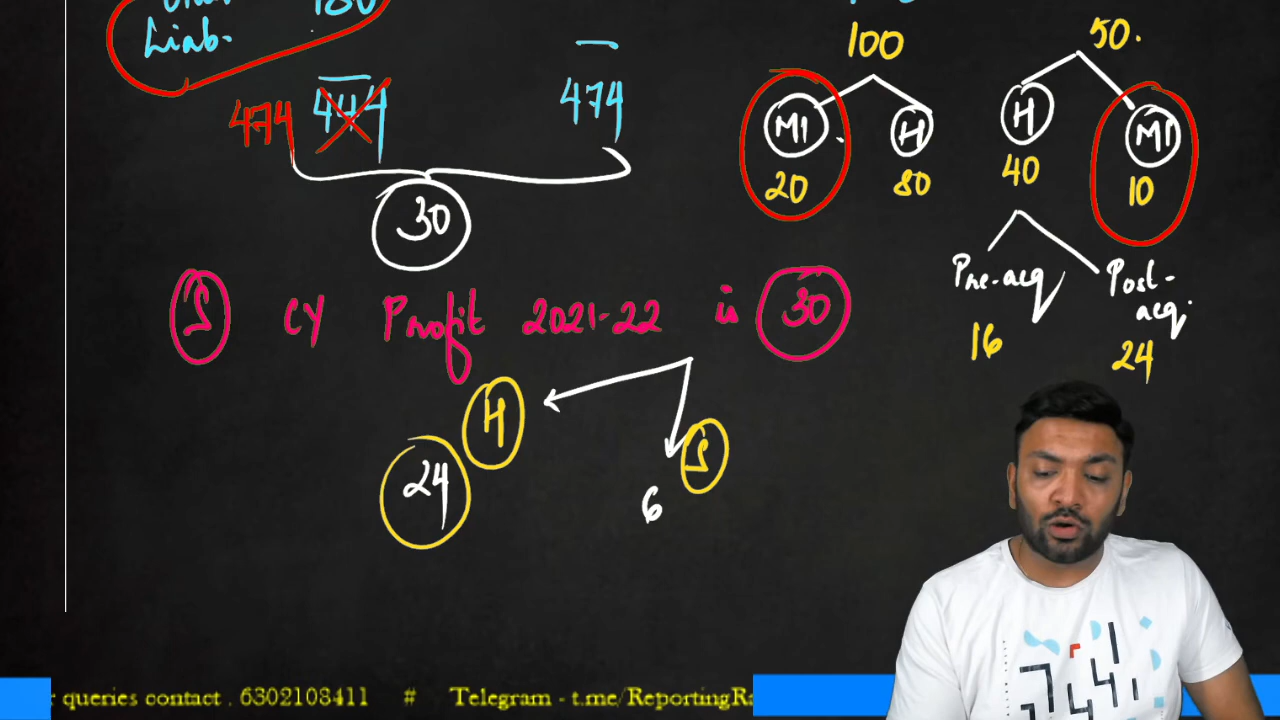 180
Liab.
474 444
474
30
100
MI H
20 80
50.
H MI
40 10
Pre-acq Post-acq.
16 24
S CY Profit 2021-22 is 30
H S
24 6
r queries contact . 6302108411 # Telegram - t.me/ReportingRa